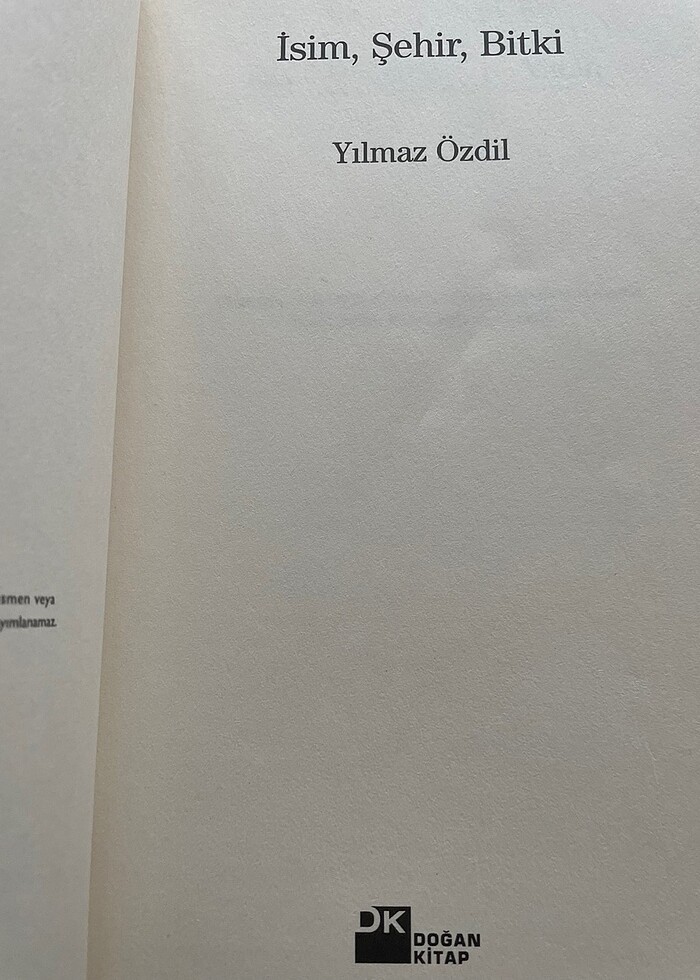 İsim, Şehir, Bitki
Yılmaz Özdil
smen veya
yımlanamaz.
DK
DOĞAN
KİTAP